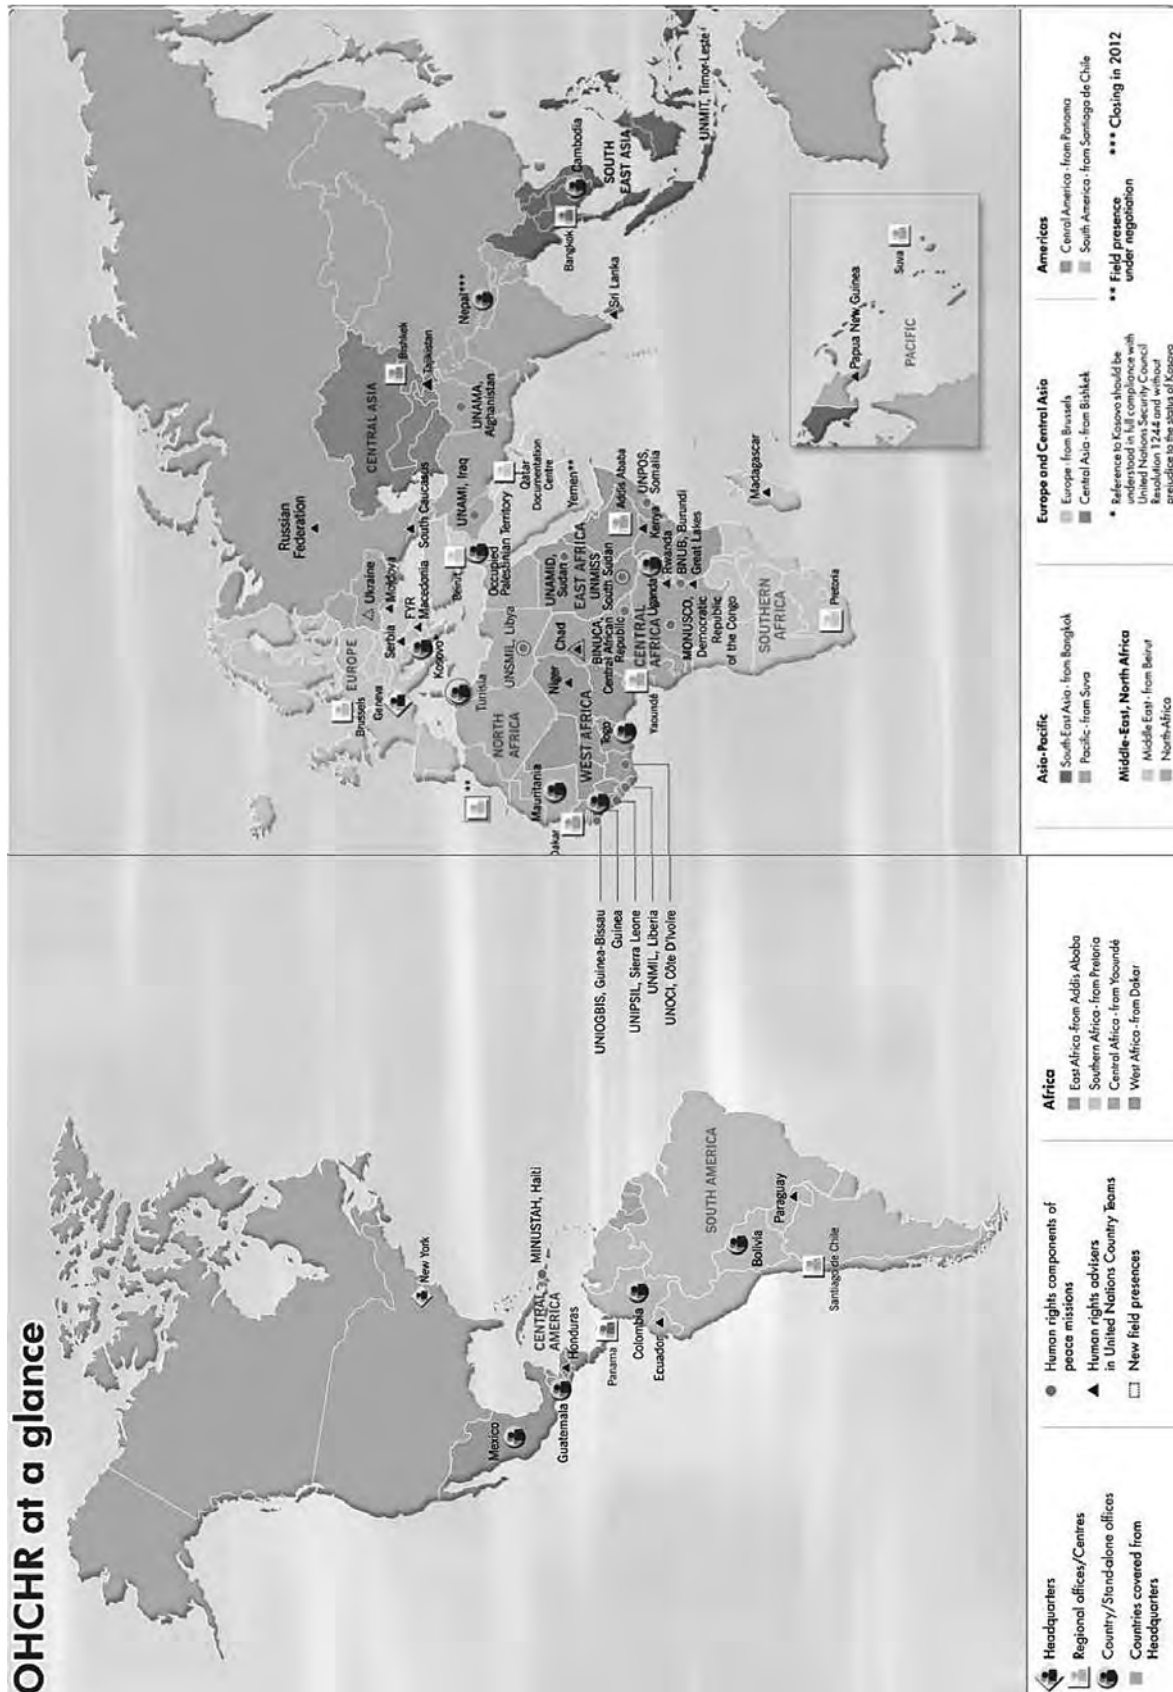 OHCHR at a glance
New York
Mexico
Guatemala
Honduras
CENTRAL
AMERICA
MINUSTAH, Haiti
Panama
Colombia
Ecuador
SOUTH AMERICA
Bolivia
Paraguay
Santiago de Chile
UNIOGBIS, Guinea-Bissau
Guinea
UNIPSIL, Sierra Leone
UNMIL, Liberia
UNOCI, Côte D'Ivoire
**
EUROPE
Brussels
Geneva
Ukraine
Moldova
Serbia
FYR
Macedonia
Kosovo*
Russian
Federation
South Caucasus
CENTRAL ASIA
Bishkek
Tajikistan
UNAMA,
Afghanistan
Nepal***
Sri Lanka
Bangkok
Cambodia
SOUTH
EAST ASIA
UNMIT, Timor-Leste
UNAMI, Iraq
Beirut
Occupied
Palestinian Territory
Qatar
Documentation
Centre
Yemen**
Tunisia
NORTH
AFRICA
UNSMIL, Libya
Mauritania
Dakar
WEST AFRICA
Niger
Chad
Togo
Yaoundé
BINUCA,
Central African
Republic
CENTRAL
AFRICA
UNAMID,
Sudan
EAST AFRICA
UNMISS
South Sudan
Addis Ababa
UNPOS,
Somalia
Kenya
Uganda
Rwanda
BNUB, Burundi
Great Lakes
MONUSCO,
Democratic
Republic
of the Congo
SOUTHERN
AFRICA
Pretoria
Madagascar
Papua New Guinea
PACIFIC
Suva
Headquarters
Regional offices/Centres
Country/Stand-alone offices
Countries covered from
Headquarters
Human rights components of
peace missions
Human rights advisers
in United Nations Country Teams
New field presences
Africa
East Africa - from Addis Ababa
Southern Africa - from Pretoria
Central Africa - from Yaoundé
West Africa - from Dakar
Asia-Pacific
South-East Asia - from Bangkok
Pacific - from Suva
Middle-East, North Africa
Middle East - from Beirut
North Africa
Europe and Central Asia
Europe - from Brussels
Central Asia - from Bishkek
* Reference to Kosovo should be
understood in full compliance with
United Nations Security Council
Resolution 1244 and without
prejudice to the status of Kosovo
Americas
Cenral America - from Panama
South America - from Santiago de Chile
** Field presence
under negotiation
*** Closing in 2012